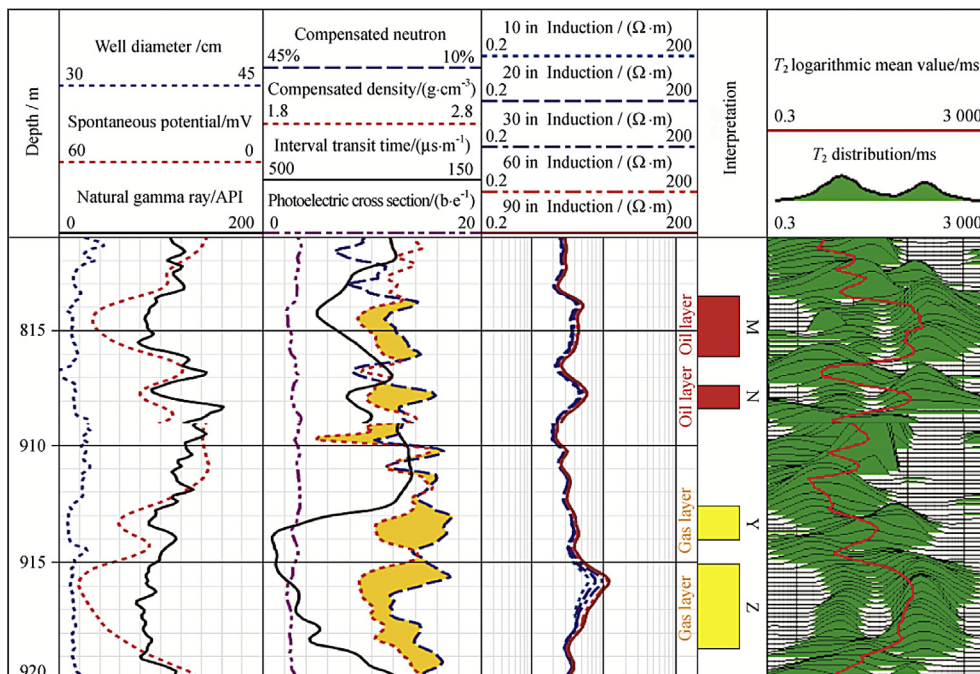 Depth / m
Well diameter /cm
30 45
Spontaneous potential/mV
60 0
Natural gamma ray/API
0 200
Compensated neutron
45% 10%
Compensated density/(g·cm⁻³)
1.8 2.8
Interval transit time/(μs·m⁻¹)
500 150
Photoelectric cross section/(b·e⁻¹)
0 20
10 in Induction / (Ω·m)
0.2 200
20 in Induction / (Ω·m)
0.2 200
30 in Induction / (Ω·m)
0.2 200
60 in Induction / (Ω·m)
0.2 200
90 in Induction / (Ω·m)
0.2 200
Interpretation
T₂ logarithmic mean value/ms
0.3 3 000
T₂ distribution/ms
0.3 3 000
815
910
915
920
Oil layer M
Oil layer N
Gas layer Y
Gas layer Z